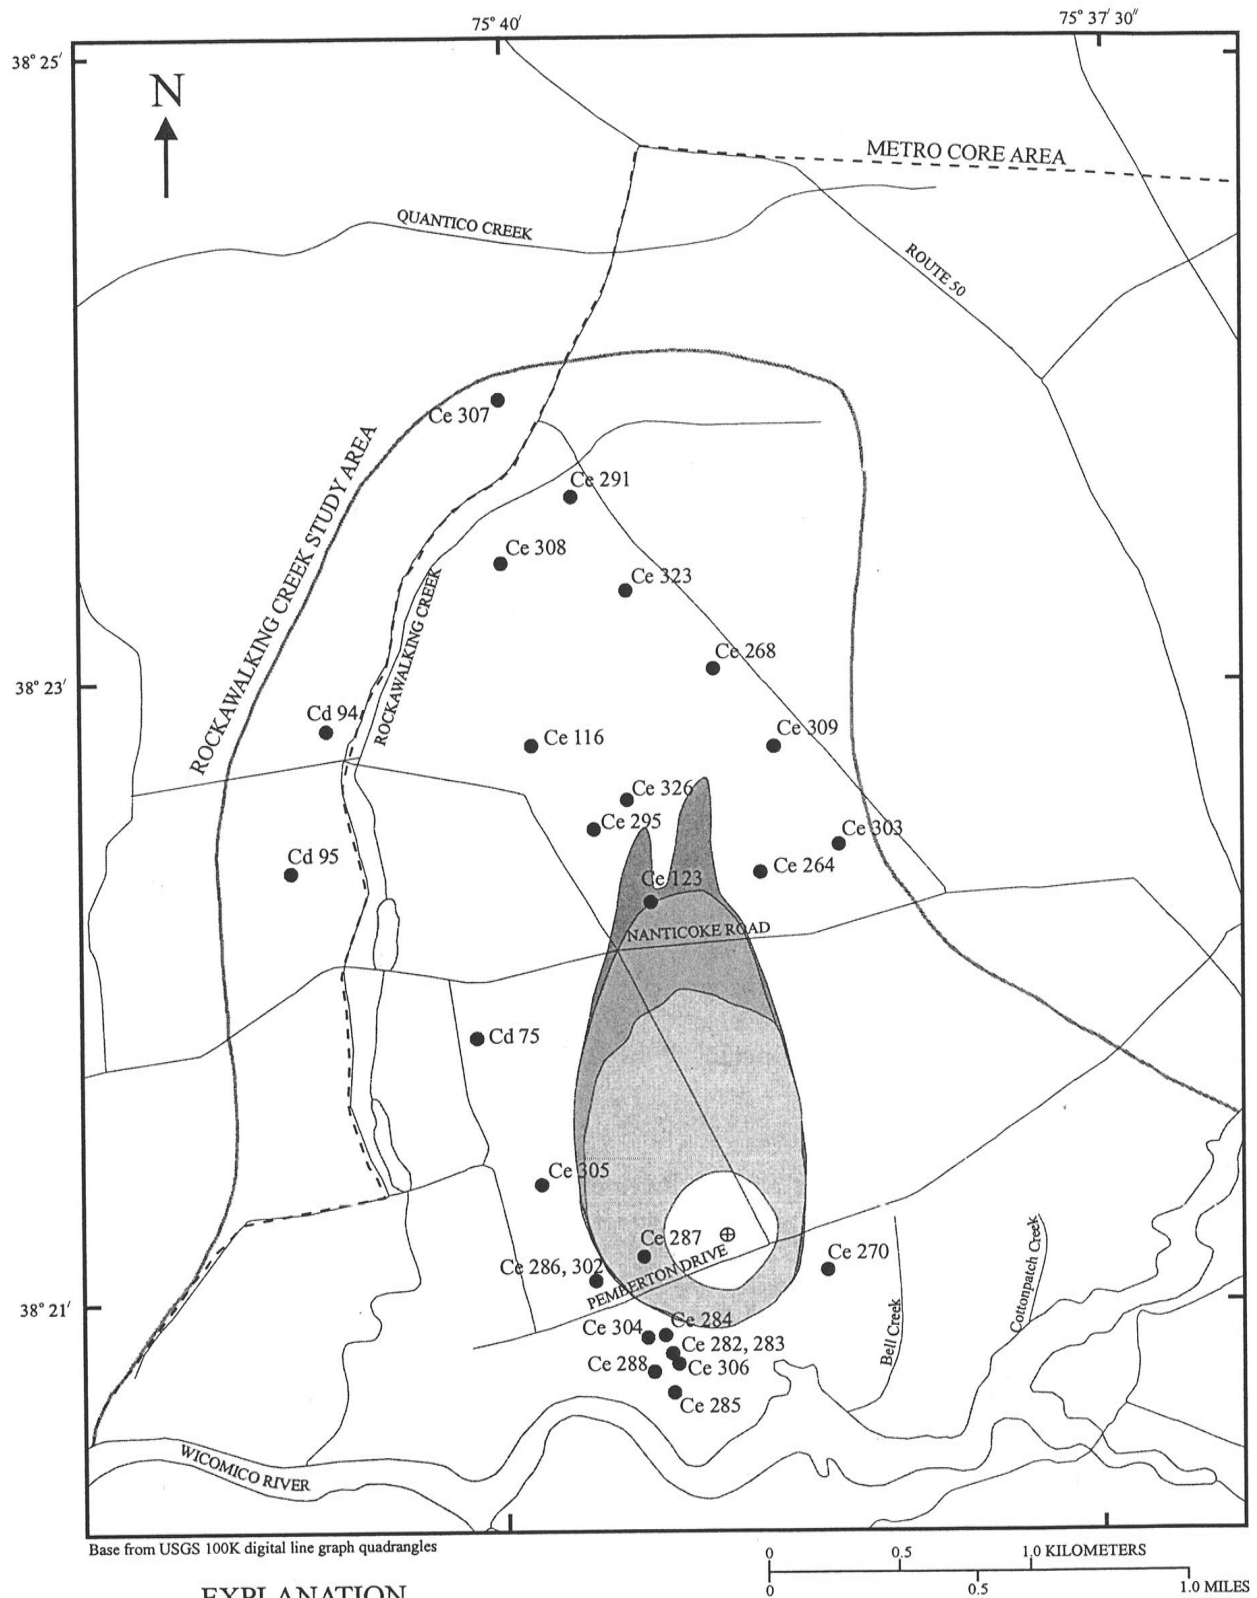 75° 40'
75° 37' 30"
38° 25'
N
METRO CORE AREA
QUANTICO CREEK
ROUTE 50
Ce 307
ROCKAWALKING CREEK STUDY AREA
Ce 291
Ce 308
ROCKAWALKING CREEK
Ce 323
Ce 268
38° 23'
Cd 94
Ce 116
Ce 309
Ce 326
Ce 295
Ce 303
Cd 95
Ce 264
Ce 123
NANTICOKE ROAD
Cd 75
Ce 305
Ce 287
Ce 270
Ce 286, 302
PEMBERTON DRIVE
Bell Creek
Cottonpatch Creek
38° 21'
Ce 284
Ce 304
Ce 282, 283
Ce 288
Ce 306
Ce 285
WICOMICO RIVER
Base from USGS 100K digital line graph quadrangles
0 0.5 1.0 KILOMETERS
0 0.5 1.0 MILES
EXPLANATION